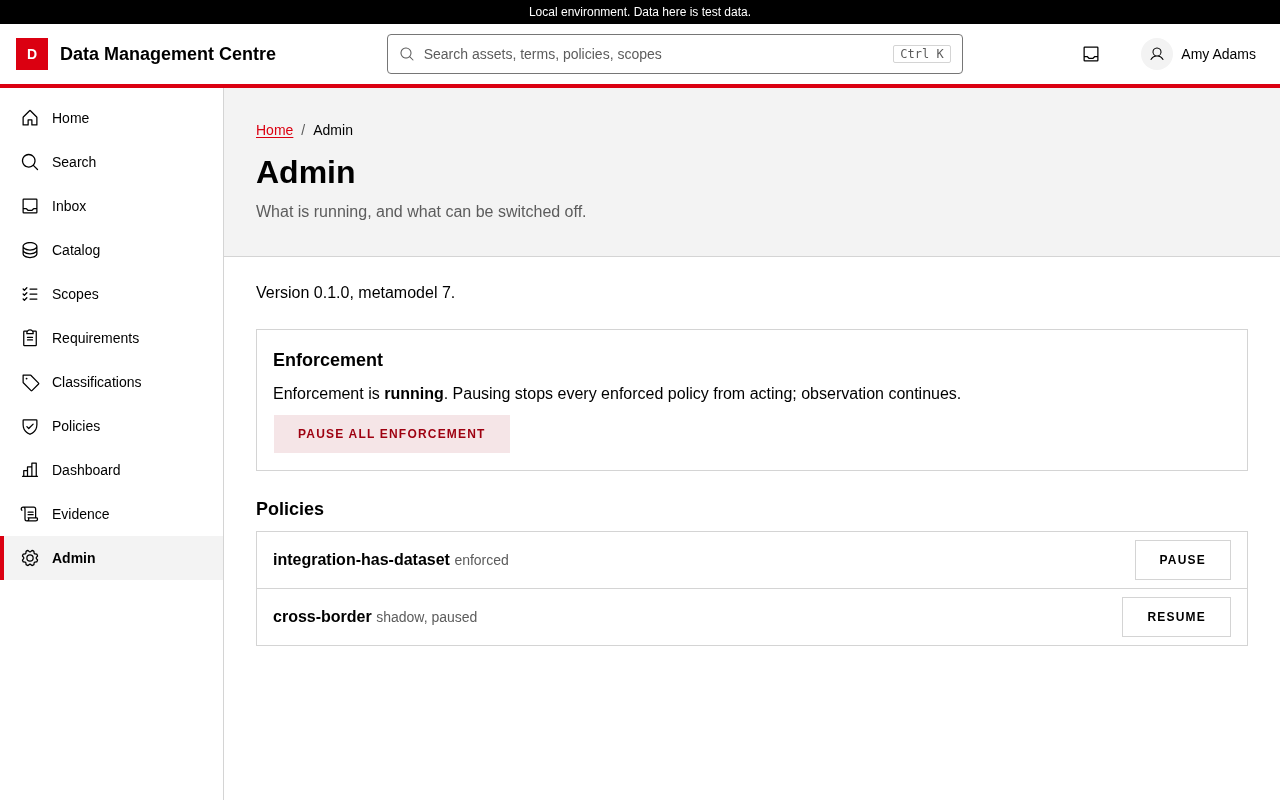 Local environment. Data here is test data.
D
Data Management Centre
Search assets, terms, policies, scopes
Ctrl K
Amy Adams
Home
Search
Inbox
Catalog
Scopes
Requirements
Classifications
Policies
Dashboard
Evidence
Admin
Home / Admin
Admin
What is running, and what can be switched off.
Version 0.1.0, metamodel 7.
Enforcement
Enforcement is running. Pausing stops every enforced policy from acting; observation continues.
PAUSE ALL ENFORCEMENT
Policies
integration-has-dataset enforced
PAUSE
cross-border shadow, paused
RESUME